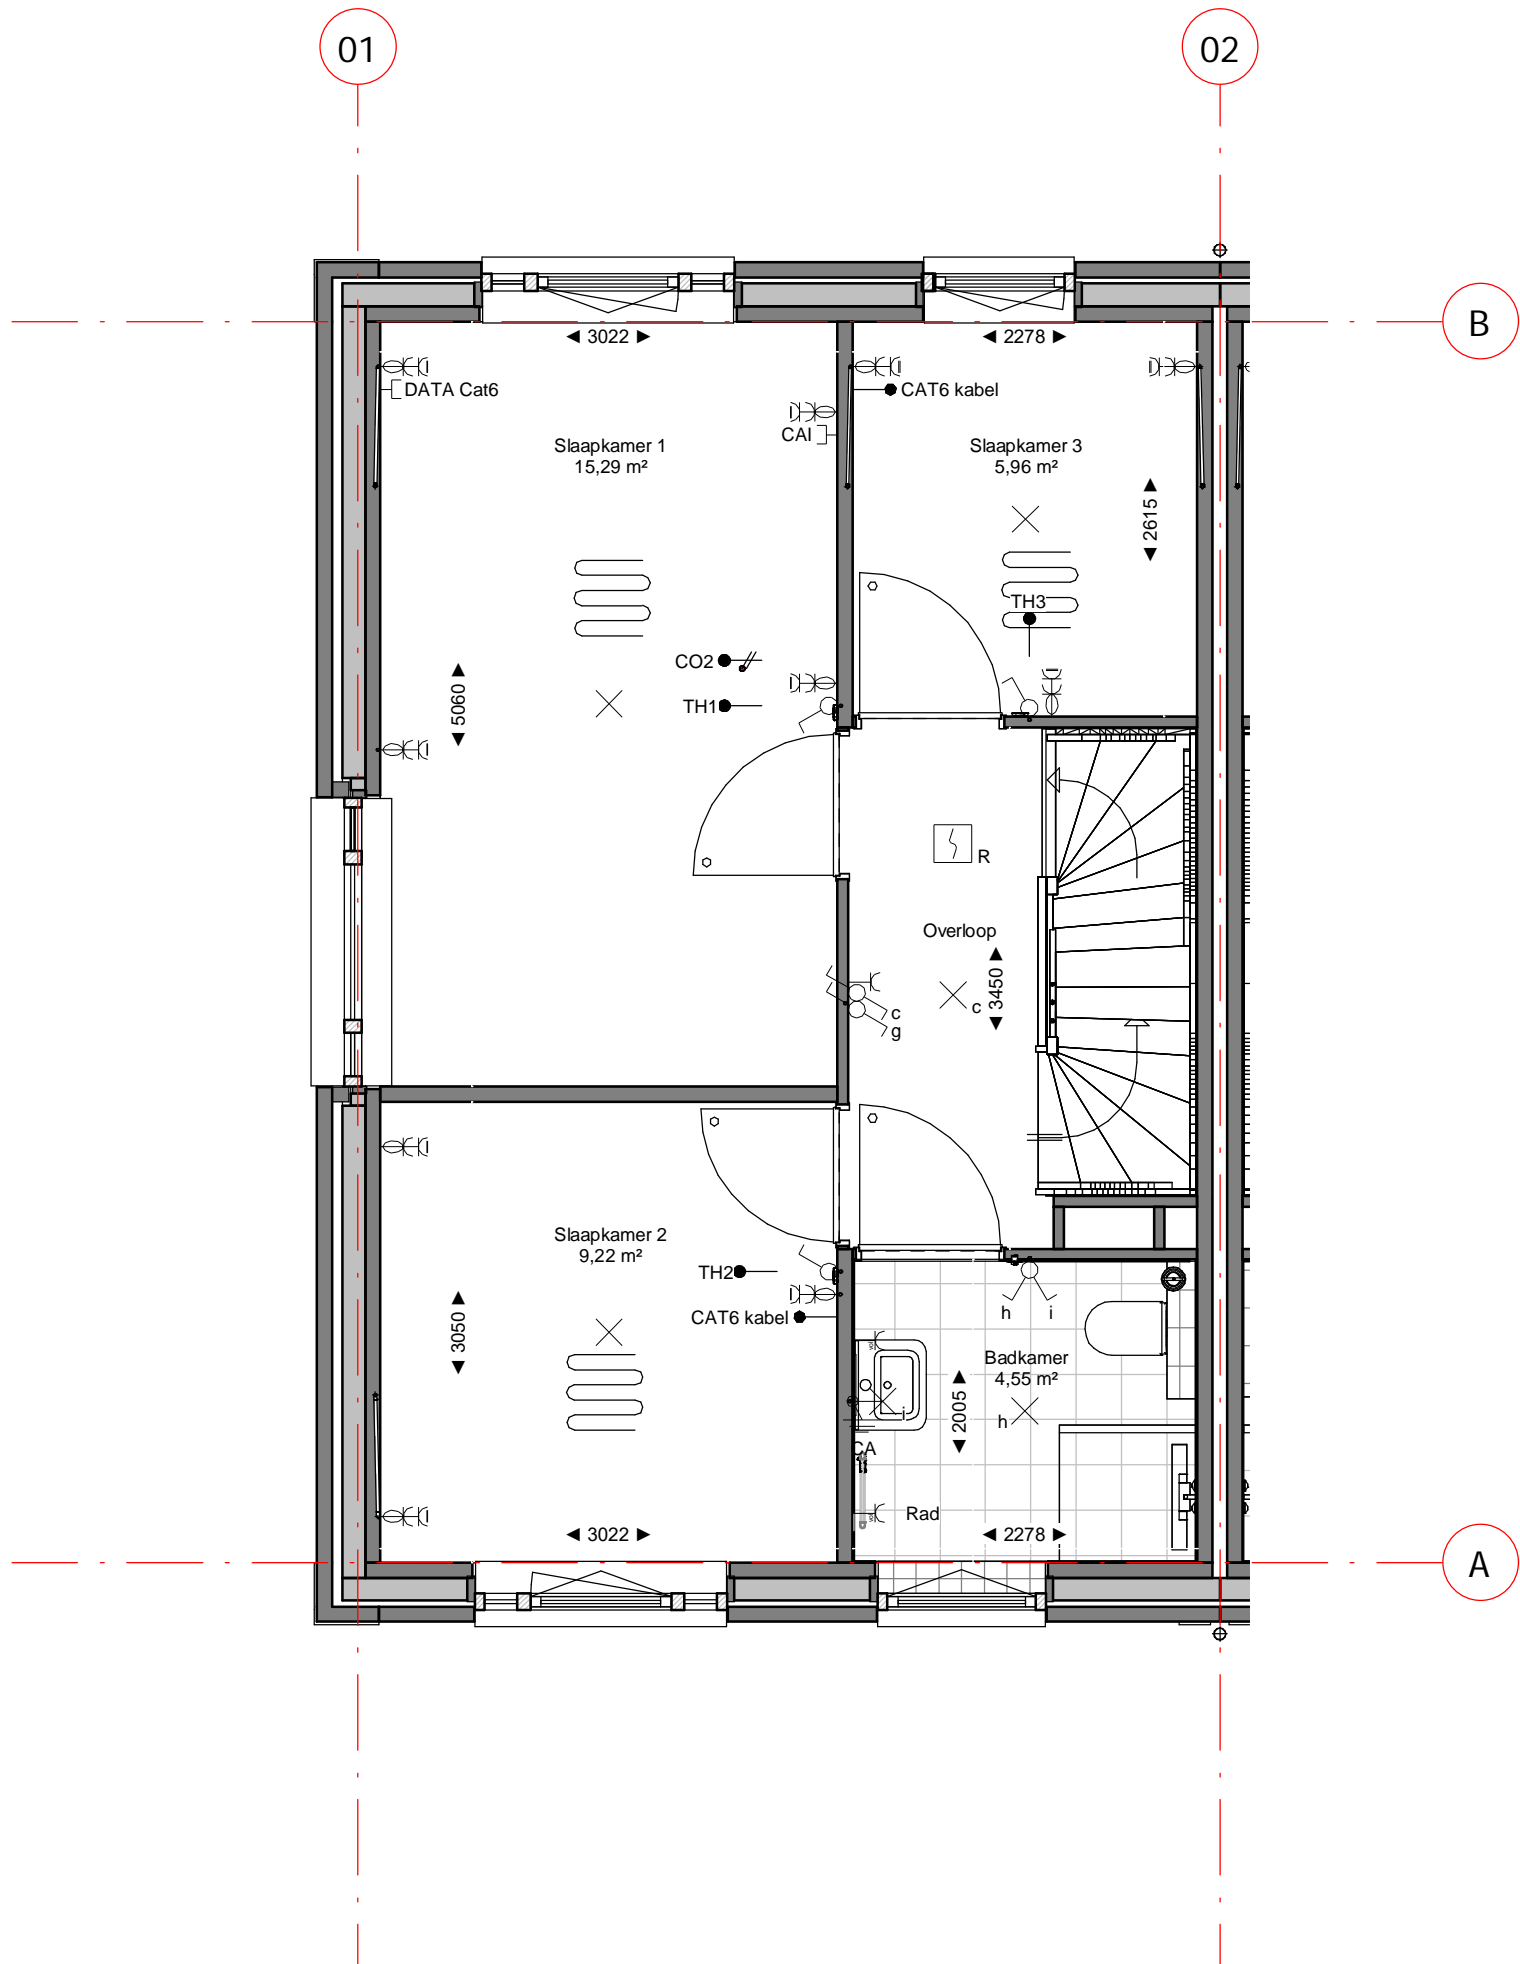 01
02
B
◄ 3022 ►
◄ 2278 ►
DATA Cat6
CAT6 kabel
CAI
Slaapkamer 1
15,29 m²
Slaapkamer 3
5,96 m²
◄ 2615 ►
TH3
CO2
TH1
◄ 5060 ►
R
Overloop
◄ 3450 ►
c
c
g
Slaapkamer 2
9,22 m²
TH2
CAT6 kabel
◄ 3050 ►
h
i
Badkamer
4,55 m²
◄ 2005 ►
h
i
CA
Rad
◄ 3022 ►
◄ 2278 ►
A